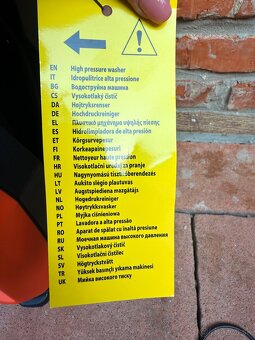 EN High pressure washer
IT Idropulitrice alta pressione
BG Водоструйна машина
CS Vysokotlaký čistič
DA Højtryksrenser
DE Hochdruckreiniger
EL Πλυστικό μηχάνημα υψηλής πίεσης
ES Hidrolimpiadora de alta presión
ET Kõrgsurvepesur
FI Korkeapainepesuri
FR Nettoyeur haute pression
HR Visokotlačni uređaj za pranje
HU Nagynyomású tisztítóberendezés
LT Aukšto slėgio plautuvas
LV Augstspiediena mazgātājs
NL Hogedrukreiniger
NO Høytrykksvasker
PL Myjka ciśnieniowa
PT Lavadora a alta pressão
RO Aparat de spălat cu înaltă presiune
RU Моечная машина высокого давления
SK Vysokotlakový čistič
SL Visokotlačni čistilec
SV Högtryckstvätt
TR Yüksek basınçlı yıkama makinesi
UK Мийка високого тиску